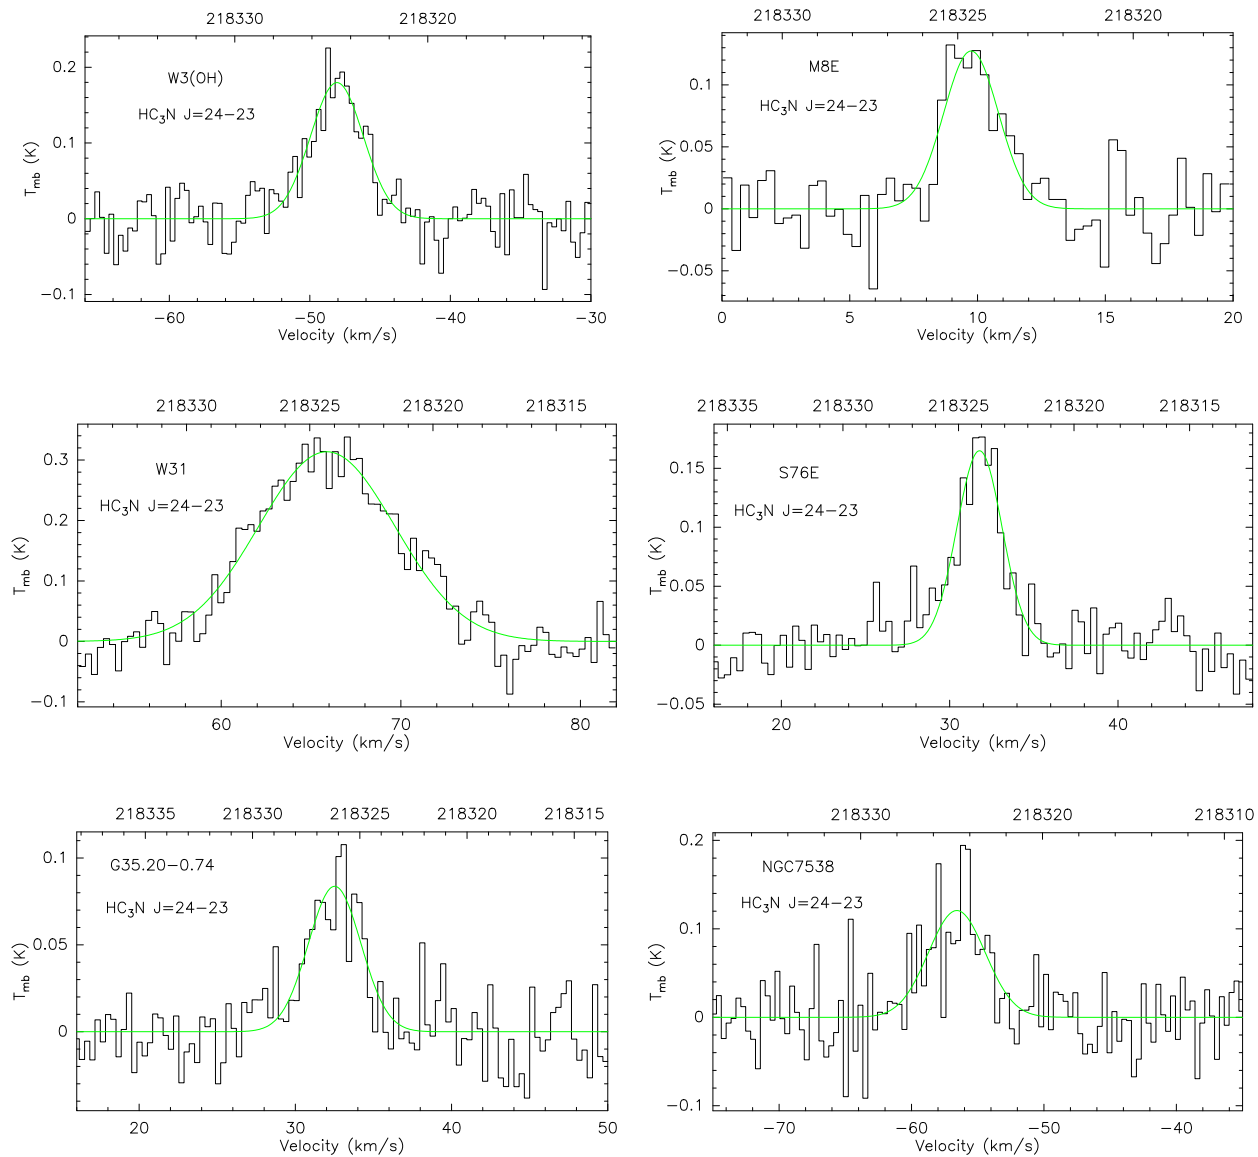 218330 218320
0.2
W3(OH)
HC3N J=24−23
0.1
Tmb (K)
0
−0.1
−60 −50 −40 −30
Velocity (km/s)
218330 218325 218320
0.1
M8E
HC3N J=24−23
0.05
Tmb (K)
0
−0.05
0 5 10 15 20
Velocity (km/s)
218330 218325 218320 218315
0.3
W31
HC3N J=24−23
0.2
Tmb (K)
0.1
0
−0.1
60 70 80
Velocity (km/s)
218335 218330 218325 218320 218315
0.15
S76E
HC3N J=24−23
0.1
Tmb (K)
0.05
0
−0.05
20 30 40
Velocity (km/s)
218335 218330 218325 218320 218315
0.1
G35.20−0.74
HC3N J=24−23
0.05
Tmb (K)
0
20 30 40 50
Velocity (km/s)
218330 218320 218310
0.2
NGC7538
HC3N J=24−23
0.1
Tmb (K)
0
−0.1
−70 −60 −50 −40
Velocity (km/s)